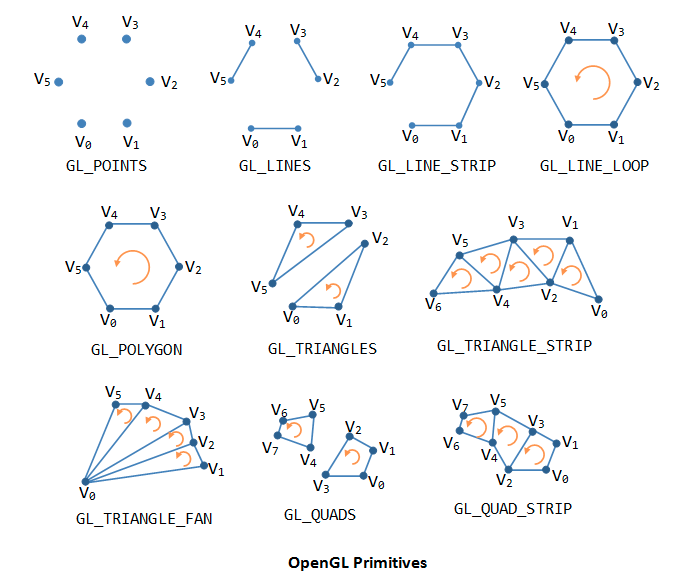 V₄ V₃
V₅ V₂
V₀ V₁
GL_POINTS
V₄ V₃
V₅ V₂
V₀ V₁
GL_LINES
V₄ V₃
V₅ V₂
V₀ V₁
GL_LINE_STRIP
V₄ V₃
V₅ V₂
V₀ V₁
GL_LINE_LOOP
V₄ V₃
V₅ V₂
V₀ V₁
GL_POLYGON
V₄ V₃
V₂
V₅
V₀ V₁
GL_TRIANGLES
V₃ V₁
V₅
V₆ V₄ V₂ V₀
GL_TRIANGLE_STRIP
V₅ V₄
V₃
V₂
V₁
V₀
GL_TRIANGLE_FAN
V₆ V₅
V₂
V₇ V₄ V₁
V₃ V₀
GL_QUADS
V₇ V₅
V₃
V₆ V₄ V₁
V₂ V₀
GL_QUAD_STRIP
OpenGL Primitives